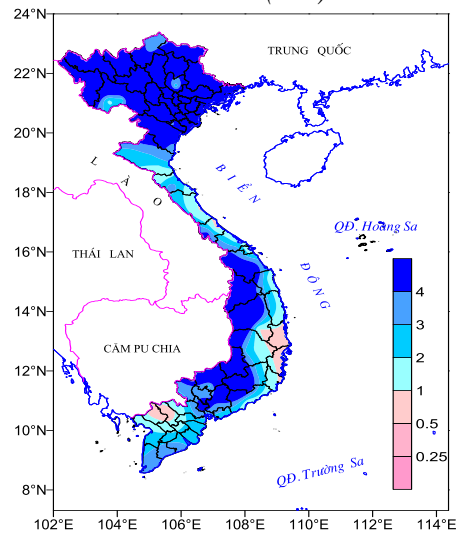 24°N
22°N
20°N
18°N
16°N
14°N
12°N
10°N
8°N
TRUNG QUỐC
LÀO
BIỂN
ĐÔNG
QĐ. Hoàng Sa
THÁI LAN
CĂM PU CHIA
QĐ. Trường Sa
4
3
2
1
0.5
0.25
102°E 104°E 106°E 108°E 110°E 112°E 114°E